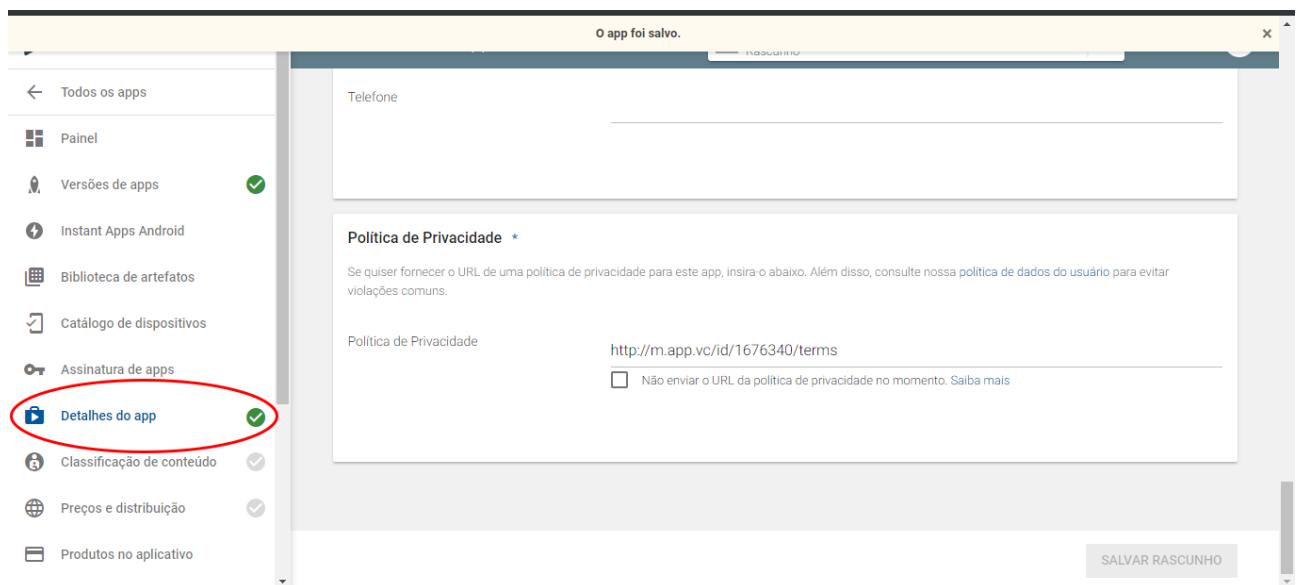 O app foi salvo.
Rascunho
Todos os apps
Painel
Versões de apps
Instant Apps Android
Biblioteca de artefatos
Catálogo de dispositivos
Assinatura de apps
Detalhes do app
Classificação de conteúdo
Preços e distribuição
Produtos no aplicativo
Telefone
Política de Privacidade *
Se quiser fornecer o URL de uma política de privacidade para este app, insira-o abaixo. Além disso, consulte nossa política de dados do usuário para evitar
violações comuns.
Política de Privacidade
http://m.app.vc/id/1676340/terms
Não enviar o URL da política de privacidade no momento. Saiba mais
SALVAR RASCUNHO